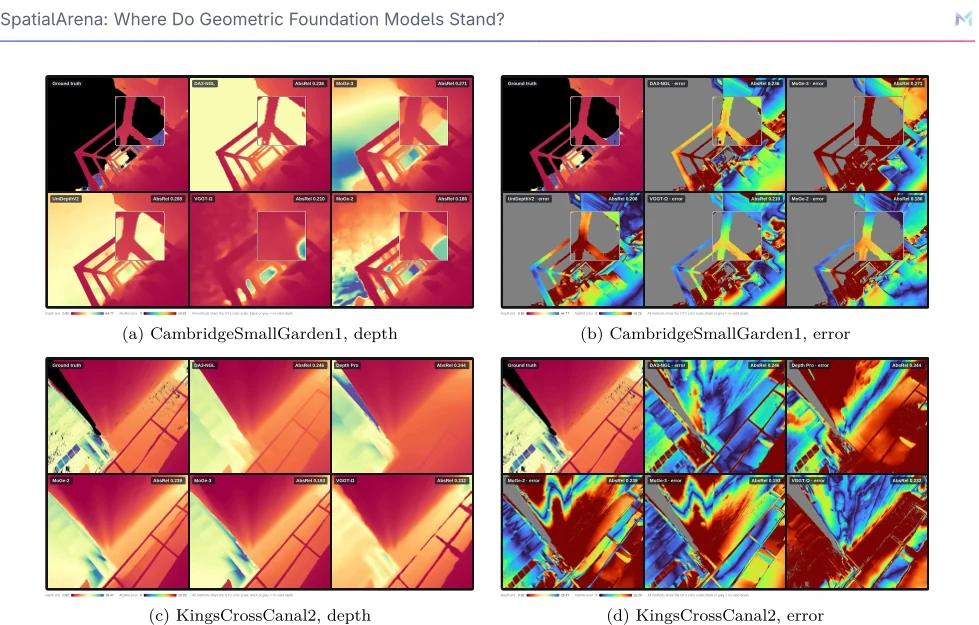 SpatialArena: Where Do Geometric Foundation Models Stand?
Ground truth
DA3-NGL AbsRel 0.236
MoGe-3 AbsRel 0.271
UniDepthV2 AbsRel 0.208
VGGT-Ω AbsRel 0.210
MoGe-2 AbsRel 0.186
Ground truth
DA3-NGL - error AbsRel 0.236
MoGe-3 - error AbsRel 0.271
UniDepthV2 - error AbsRel 0.208
VGGT-Ω - error AbsRel 0.210
MoGe-2 - error AbsRel 0.186
(a) CambridgeSmallGarden1, depth
(b) CambridgeSmallGarden1, error
Ground truth
DA3-NGL AbsRel 0.246
Depth Pro AbsRel 0.344
MoGe-2 AbsRel 0.239
MoGe-3 AbsRel 0.193
VGGT-Ω AbsRel 0.232
Ground truth
DA3-NGL - error AbsRel 0.246
Depth Pro - error AbsRel 0.344
MoGe-2 - error AbsRel 0.239
MoGe-3 - error AbsRel 0.193
VGGT-Ω - error AbsRel 0.232
(c) KingsCrossCanal2, depth
(d) KingsCrossCanal2, error